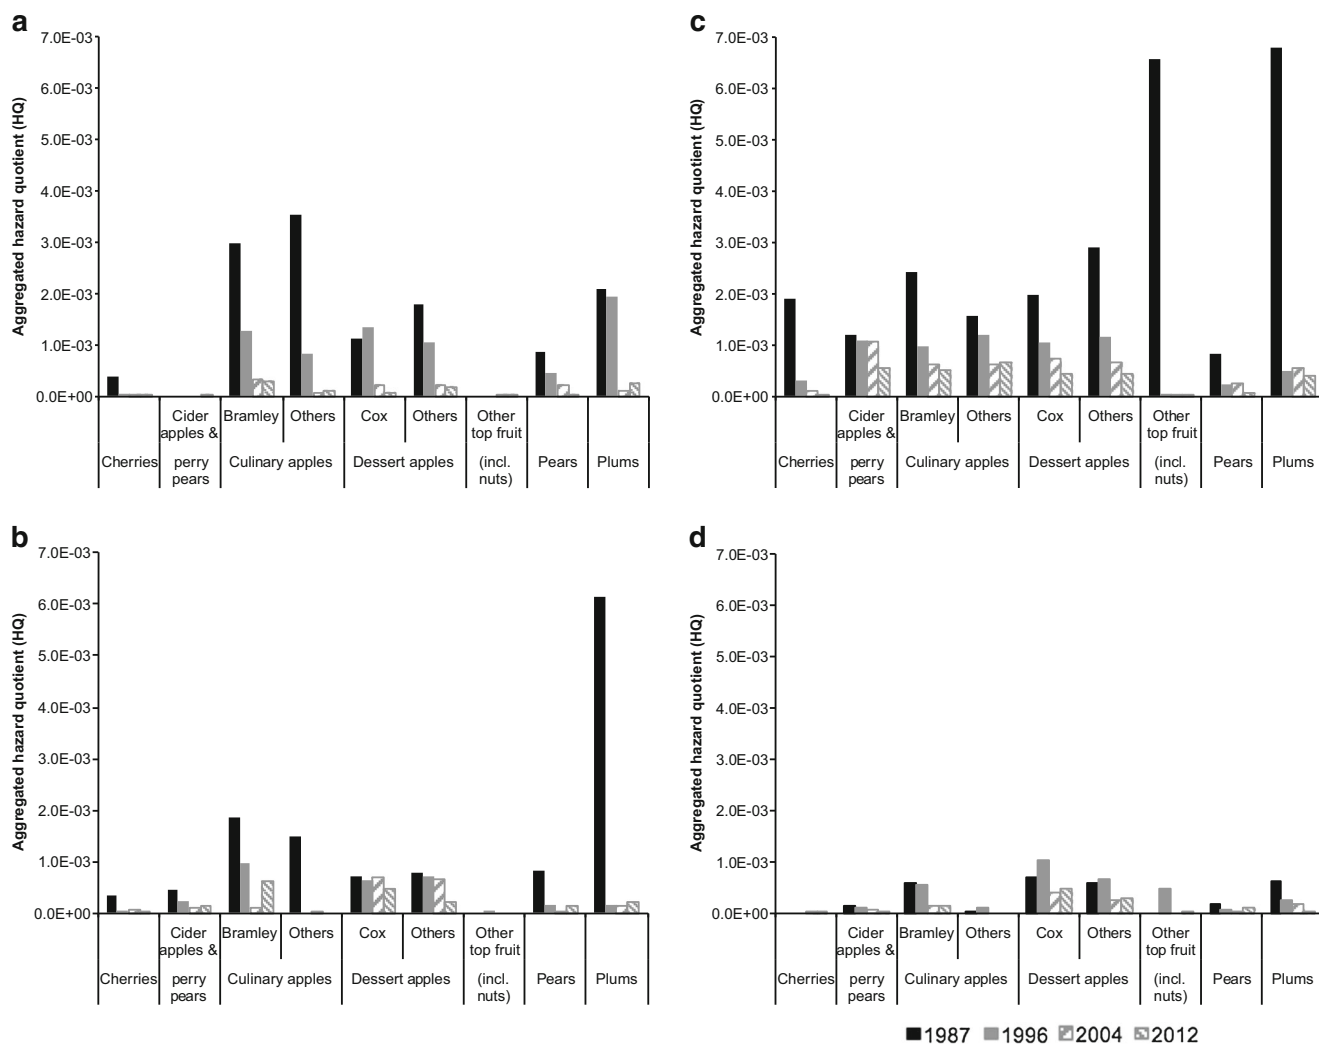 a
Aggregated hazard quotient (HQ)
7.0E-03
6.0E-03
5.0E-03
4.0E-03
3.0E-03
2.0E-03
1.0E-03
0.0E+00
Cider Bramley Others Cox Others Other
apples & top fruit
Cherries perry Culinary apples Dessert apples (incl. Pears Plums
pears nuts)
c
Aggregated hazard quotient (HQ)
7.0E-03
6.0E-03
5.0E-03
4.0E-03
3.0E-03
2.0E-03
1.0E-03
0.0E+00
Cider Bramley Others Cox Others Other
apples & top fruit
Cherries perry Culinary apples Dessert apples (incl. Pears Plums
pears nuts)
b
Aggregated hazard quotient (HQ)
7.0E-03
6.0E-03
5.0E-03
4.0E-03
3.0E-03
2.0E-03
1.0E-03
0.0E+00
Cider Bramley Others Cox Others Other
apples & top fruit
Cherries perry Culinary apples Dessert apples (incl. Pears Plums
pears nuts)
d
Aggregated hazard quotient (HQ)
7.0E-03
6.0E-03
5.0E-03
4.0E-03
3.0E-03
2.0E-03
1.0E-03
0.0E+00
Cider Bramley Others Cox Others Other
apples & top fruit
Cherries perry Culinary apples Dessert apples (incl. Pears Plums
pears nuts)
1987 1996 2004 2012